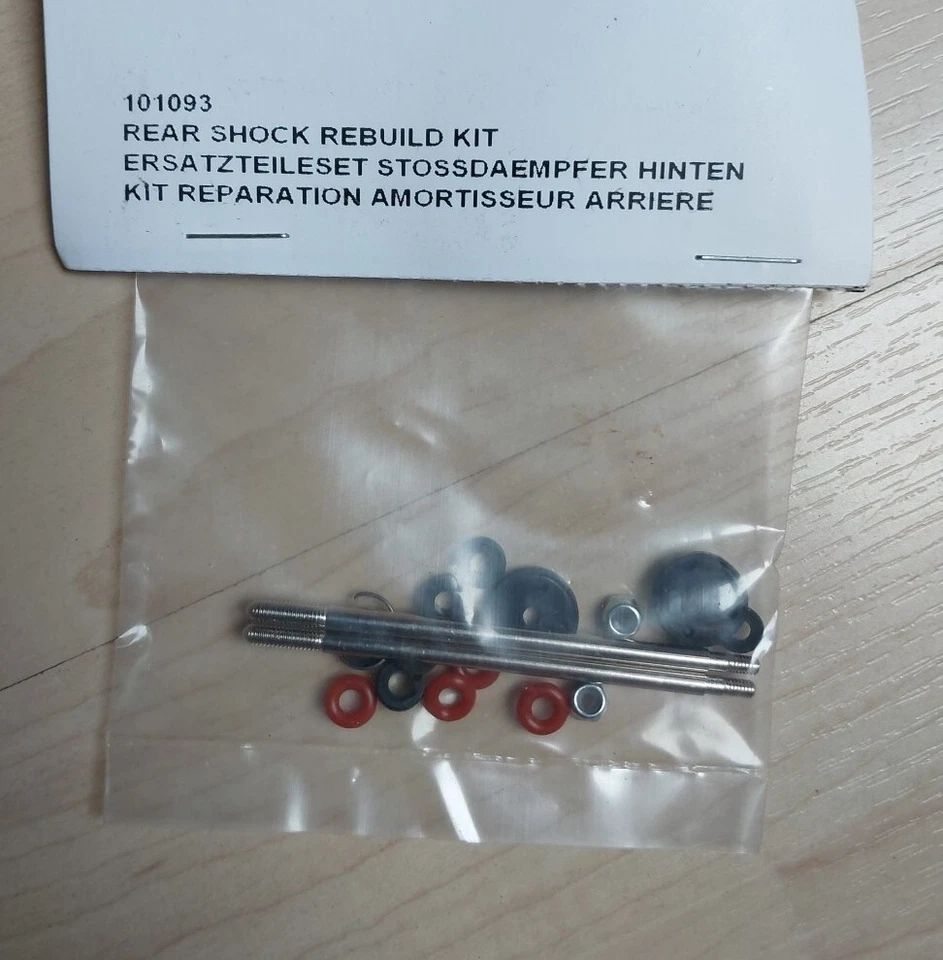 101093
REAR SHOCK REBUILD KIT
ERSATZTEILESET STOSSDAEMPFER HINTEN
KIT REPARATION AMORTISSEUR ARRIERE